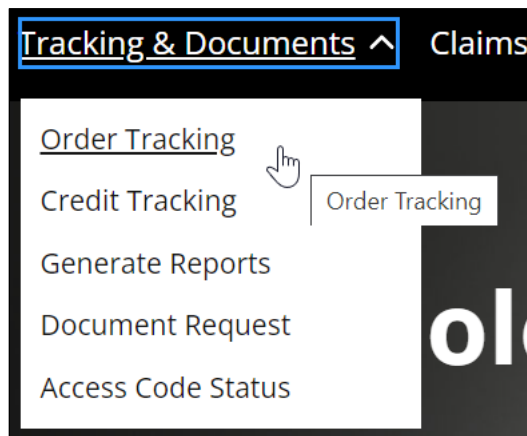 Tracking & Documents Claims
Order Tracking
Credit Tracking
Order Tracking
Generate Reports
Document Request
Access Code Status